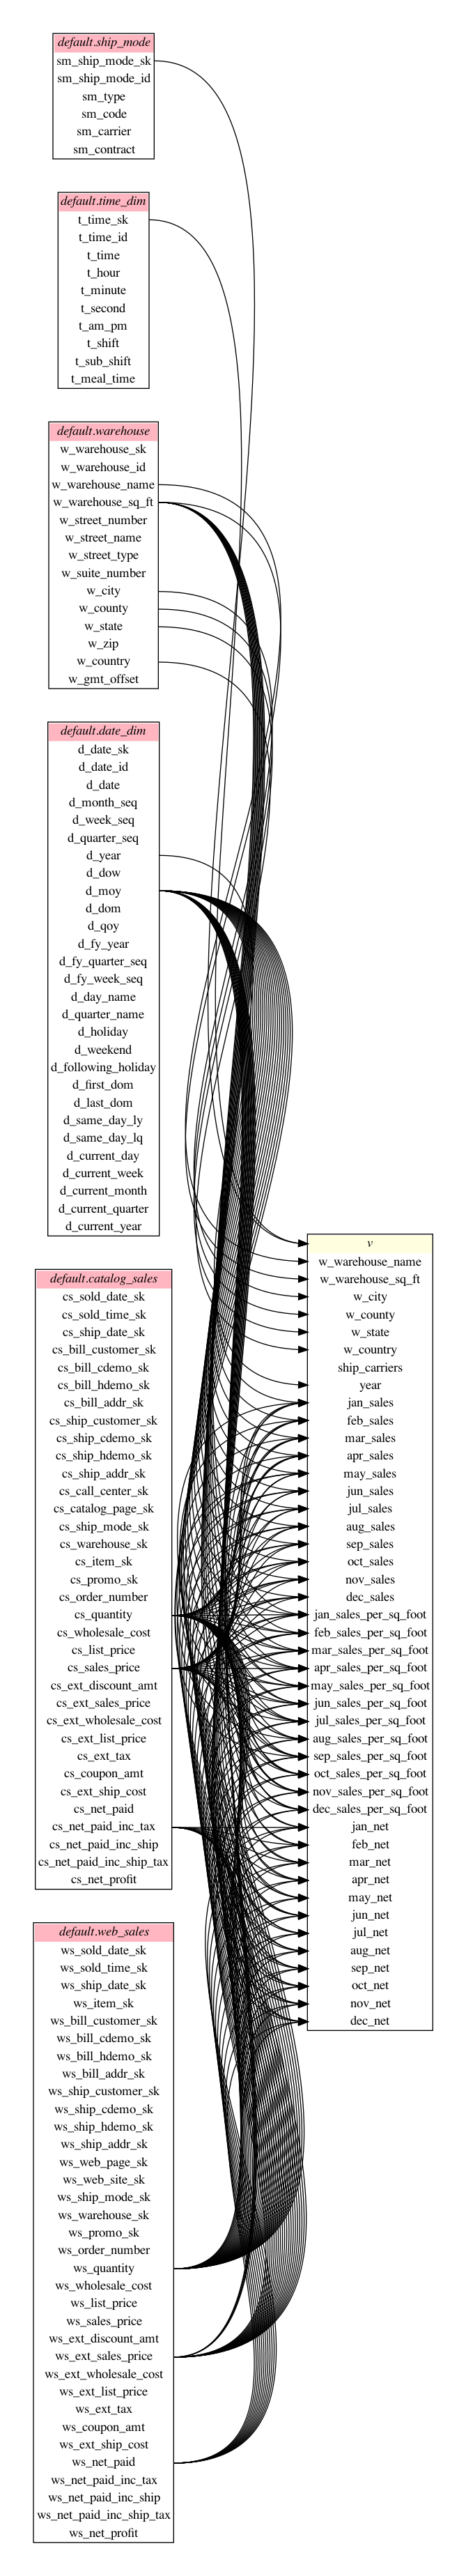 default.ship_mode
sm_ship_mode_sk
sm_ship_mode_id
sm_type
sm_code
sm_carrier
sm_contract
default.time_dim
t_time_sk
t_time_id
t_time
t_hour
t_minute
t_second
t_am_pm
t_shift
t_sub_shift
t_meal_time
default.warehouse
w_warehouse_sk
w_warehouse_id
w_warehouse_name
w_warehouse_sq_ft
w_street_number
w_street_name
w_street_type
w_suite_number
w_city
w_county
w_state
w_zip
w_country
w_gmt_offset
default.date_dim
d_date_sk
d_date_id
d_date
d_month_seq
d_week_seq
d_quarter_seq
d_year
d_dow
d_moy
d_dom
d_qoy
d_fy_year
d_fy_quarter_seq
d_fy_week_seq
d_day_name
d_quarter_name
d_holiday
d_weekend
d_following_holiday
d_first_dom
d_last_dom
d_same_day_ly
d_same_day_lq
d_current_day
d_current_week
d_current_month
d_current_quarter
d_current_year
default.catalog_sales
cs_sold_date_sk
cs_sold_time_sk
cs_ship_date_sk
cs_bill_customer_sk
cs_bill_cdemo_sk
cs_bill_hdemo_sk
cs_bill_addr_sk
cs_ship_customer_sk
cs_ship_cdemo_sk
cs_ship_hdemo_sk
cs_ship_addr_sk
cs_call_center_sk
cs_catalog_page_sk
cs_ship_mode_sk
cs_warehouse_sk
cs_item_sk
cs_promo_sk
cs_order_number
cs_quantity
cs_wholesale_cost
cs_list_price
cs_sales_price
cs_ext_discount_amt
cs_ext_sales_price
cs_ext_wholesale_cost
cs_ext_list_price
cs_ext_tax
cs_coupon_amt
cs_ext_ship_cost
cs_net_paid
cs_net_paid_inc_tax
cs_net_paid_inc_ship
cs_net_paid_inc_ship_tax
cs_net_profit
default.web_sales
ws_sold_date_sk
ws_sold_time_sk
ws_ship_date_sk
ws_item_sk
ws_bill_customer_sk
ws_bill_cdemo_sk
ws_bill_hdemo_sk
ws_bill_addr_sk
ws_ship_customer_sk
ws_ship_cdemo_sk
ws_ship_hdemo_sk
ws_ship_addr_sk
ws_web_page_sk
ws_web_site_sk
ws_ship_mode_sk
ws_warehouse_sk
ws_promo_sk
ws_order_number
ws_quantity
ws_wholesale_cost
ws_list_price
ws_sales_price
ws_ext_discount_amt
ws_ext_sales_price
ws_ext_wholesale_cost
ws_ext_list_price
ws_ext_tax
ws_coupon_amt
ws_ext_ship_cost
ws_net_paid
ws_net_paid_inc_tax
ws_net_paid_inc_ship
ws_net_paid_inc_ship_tax
ws_net_profit
v
w_warehouse_name
w_warehouse_sq_ft
w_city
w_county
w_state
w_country
ship_carriers
year
jan_sales
feb_sales
mar_sales
apr_sales
may_sales
jun_sales
jul_sales
aug_sales
sep_sales
oct_sales
nov_sales
dec_sales
jan_sales_per_sq_foot
feb_sales_per_sq_foot
mar_sales_per_sq_foot
apr_sales_per_sq_foot
may_sales_per_sq_foot
jun_sales_per_sq_foot
jul_sales_per_sq_foot
aug_sales_per_sq_foot
sep_sales_per_sq_foot
oct_sales_per_sq_foot
nov_sales_per_sq_foot
dec_sales_per_sq_foot
jan_net
feb_net
mar_net
apr_net
may_net
jun_net
jul_net
aug_net
sep_net
oct_net
nov_net
dec_net